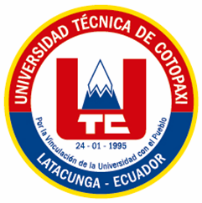 UNIVERSIDAD TÉCNICA DE COTOPAXI
UTC
24 - 01 - 1995
Por la Vinculación de la Universidad con el Pueblo
LATACUNGA - ECUADOR